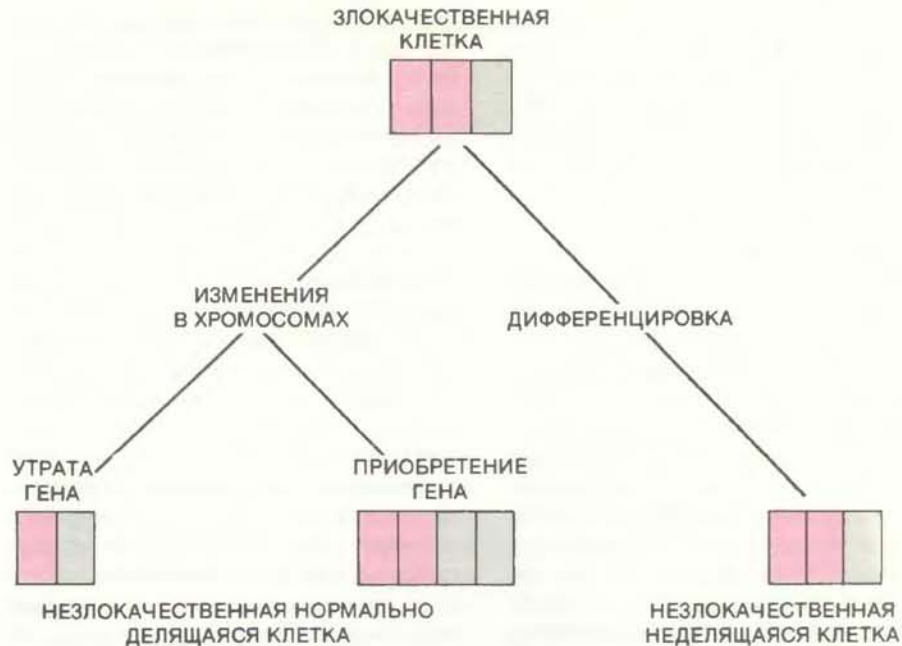 ЗЛОКАЧЕСТВЕННАЯ
КЛЕТКА
ИЗМЕНЕНИЯ
В ХРОМОСОМАХ
ДИФФЕРЕНЦИРОВКА
УТРАТА
ГЕНА
ПРИОБРЕТЕНИЕ
ГЕНА
НЕЗЛОКАЧЕСТВЕННАЯ НОРМАЛЬНО
ДЕЛЯЩАЯСЯ КЛЕТКА
НЕЗЛОКАЧЕСТВЕННАЯ
НЕДЕЛЯЩАЯСЯ КЛЕТКА